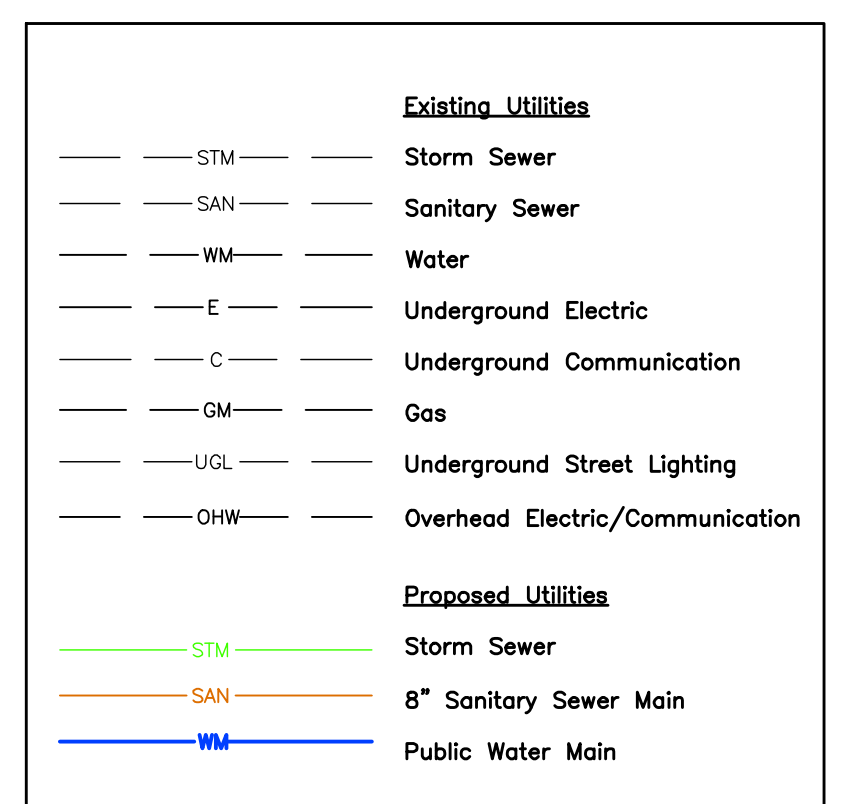 Existing Utilities
STM Storm Sewer
SAN Sanitary Sewer
WM Water
E Underground Electric
C Underground Communication
GM Gas
UGL Underground Street Lighting
OHW Overhead Electric/Communication
Proposed Utilities
STM Storm Sewer
SAN 8” Sanitary Sewer Main
WM Public Water Main